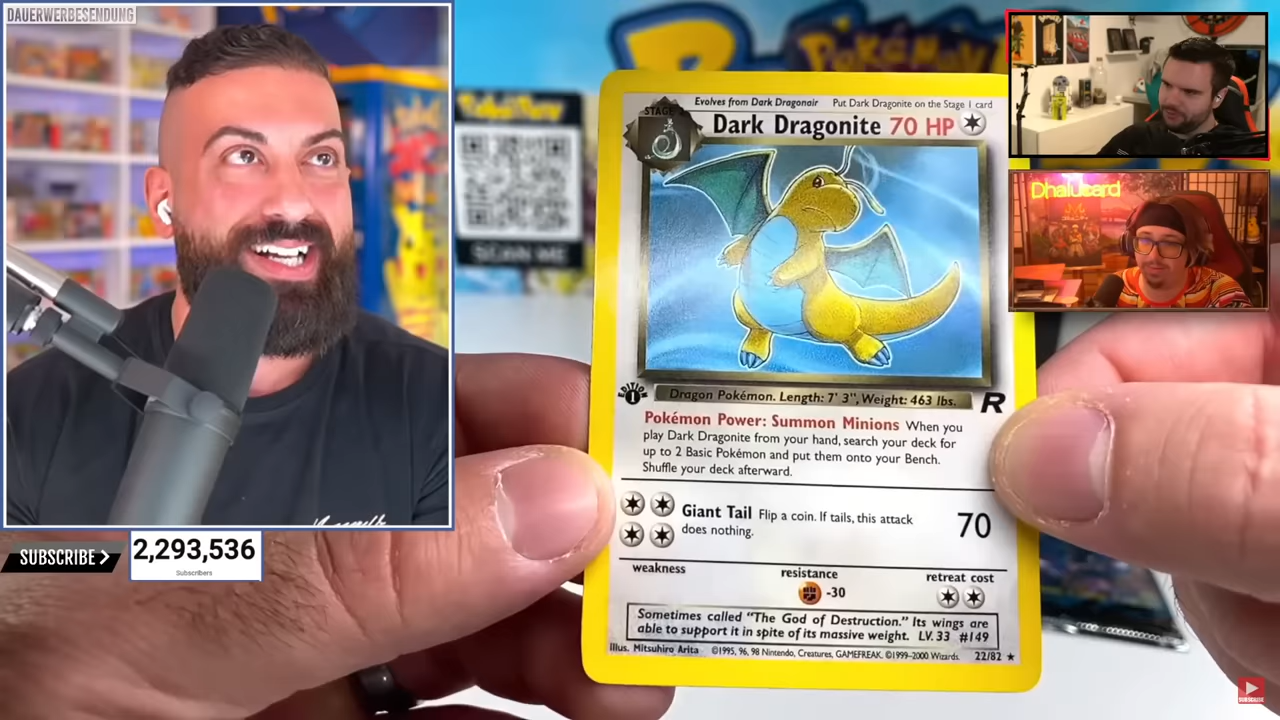 DAUERWERBESENDUNG
POKÉMON
SCAN ME
Dhalucard
Evolves from Dark Dragonair Put Dark Dragonite on the Stage 1 card
STAGE
Dark Dragonite 70 HP
EDITION
1
Dragon Pokémon. Length: 7' 3", Weight: 463 lbs.
R
Pokémon Power: Summon Minions When you
play Dark Dragonite from your hand, search your deck for
up to 2 Basic Pokémon and put them onto your Bench.
Shuffle your deck afterward.
Giant Tail Flip a coin. If tails, this attack
does nothing.
70
weakness
resistance
retreat cost
-30
Sometimes called "The God of Destruction." Its wings are
able to support it in spite of its massive weight. LV. 33 #149
Illus. Mitsuhiro Arita ©1995, 96, 98 Nintendo, Creatures, GAMEFREAK. ©1999-2000 Wizards. 22/82 ★
SUBSCRIBE >
2,293,536
Subscribers
SUBSCRIBE